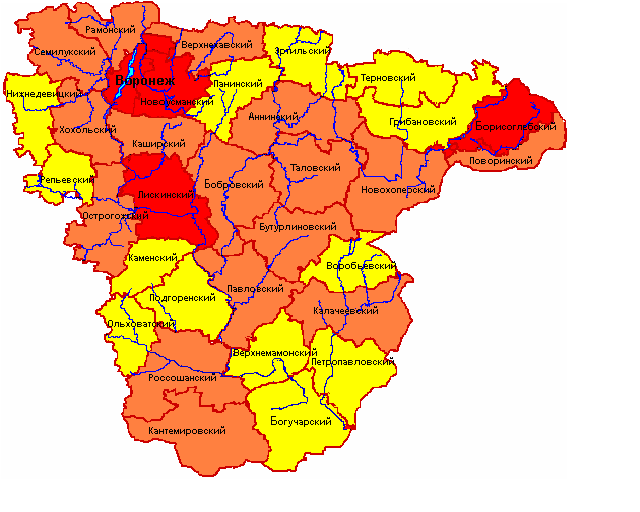 Рамонский
Семилукский
Верхнехавский
Эртильский
Воронеж
Нижнедевицкий
Панинский
Терновский
Новоусманский
Аннинский
Грибановский
Борисоглебский
Хохольский
Каширский
Поворинский
Таловский
Репьевский
Бобровский
Новохоперский
Лискинский
Острогожский
Бутурлиновский
Каменский
Воробьевский
Павловский
Подгоренский
Калачеевский
Ольховатский
Верхнемамонский
Петропавловский
Россошанский
Богучарский
Кантемировский